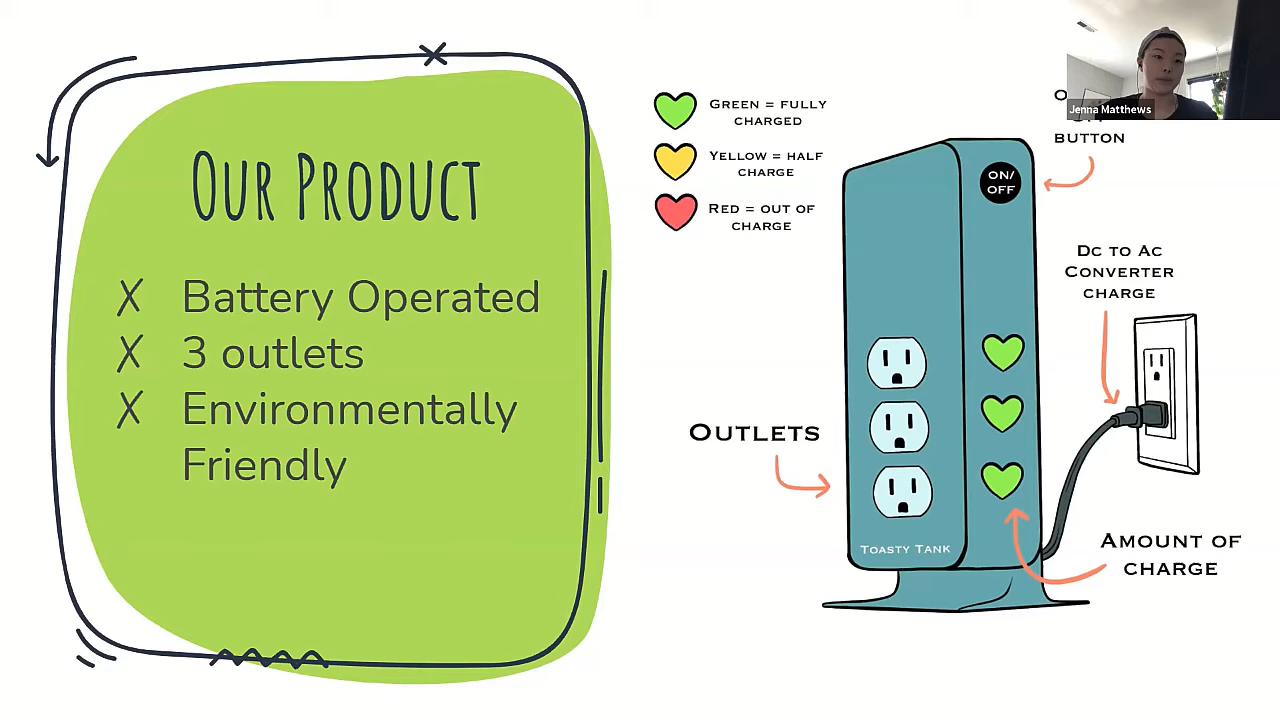 Our Product
Battery Operated
3 outlets
Environmentally
Friendly
Green = fully
charged
Yellow = half
charge
Red = out of
charge
Jenna Matthews
button
ON/
OFF
Dc to Ac
Converter
charge
Outlets
Toasty Tank
Amount of
charge